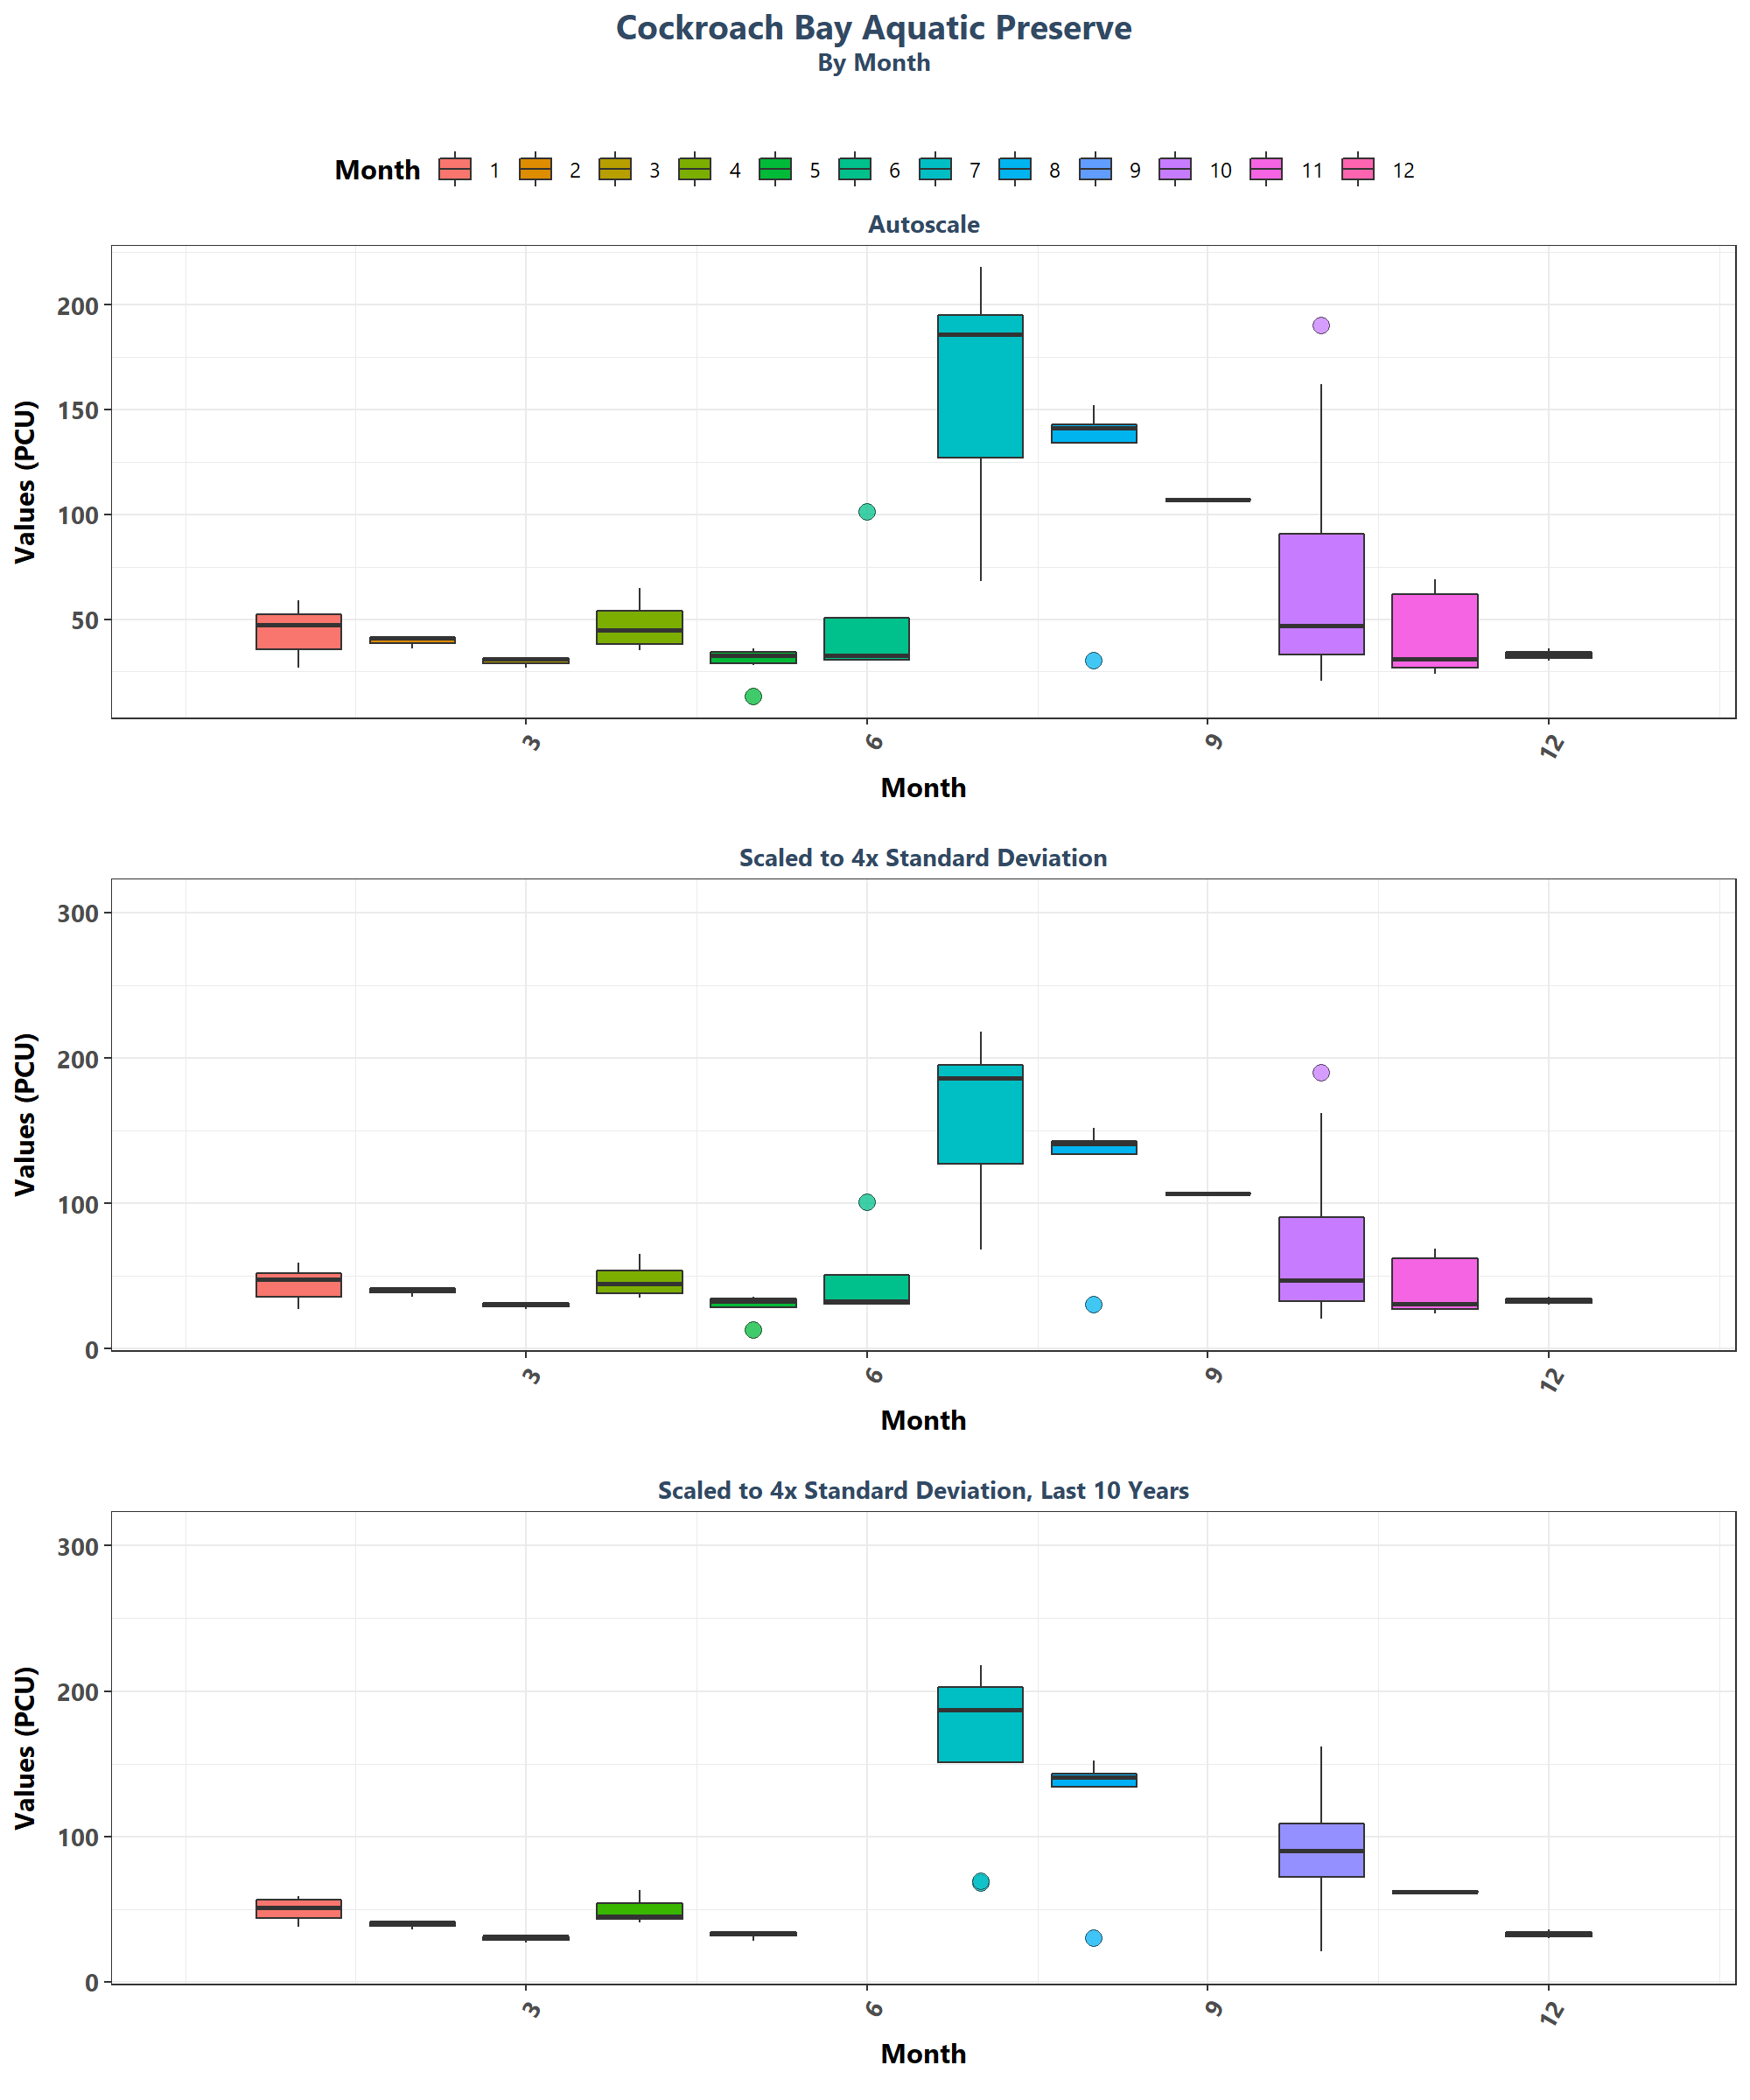 Cockroach Bay Aquatic Preserve
By Month
Month 1 2 3 4 5 6 7 8 9 10 11 12
Autoscale
Values (PCU)
200
150
100
50
3 6 9 12
Month
Scaled to 4x Standard Deviation
Values (PCU)
300
200
100
0
3 6 9 12
Month
Scaled to 4x Standard Deviation, Last 10 Years
Values (PCU)
300
200
100
0
3 6 9 12
Month